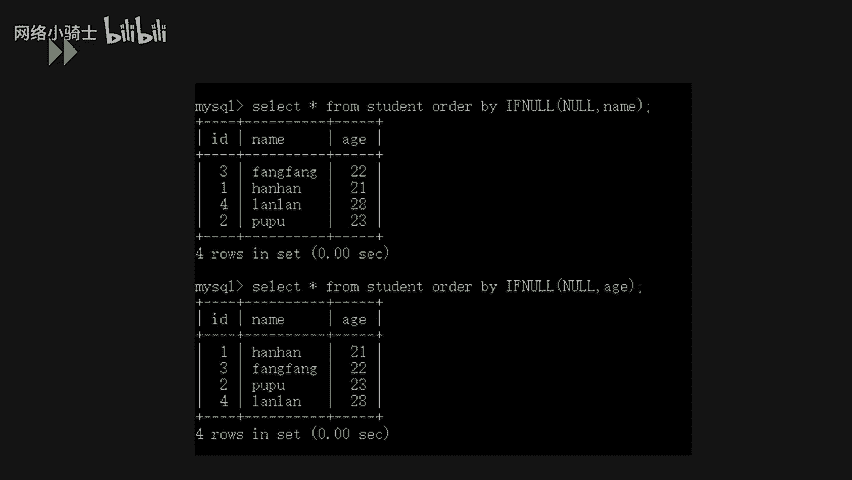 网络小骑士 bilibili
mysql> select * from student order by IFNULL(NULL,name);
+----+----------+-----+
| id | name     | age |
+----+----------+-----+
|  3 | fangfang |  22 |
|  1 | hanhan   |  21 |
|  4 | lanlan   |  28 |
|  2 | pupu     |  23 |
+----+----------+-----+
4 rows in set (0.00 sec)
mysql> select * from student order by IFNULL(NULL,age);
+----+----------+-----+
| id | name     | age |
+----+----------+-----+
|  1 | hanhan   |  21 |
|  3 | fangfang |  22 |
|  2 | pupu     |  23 |
|  4 | lanlan   |  28 |
+----+----------+-----+
4 rows in set (0.00 sec)